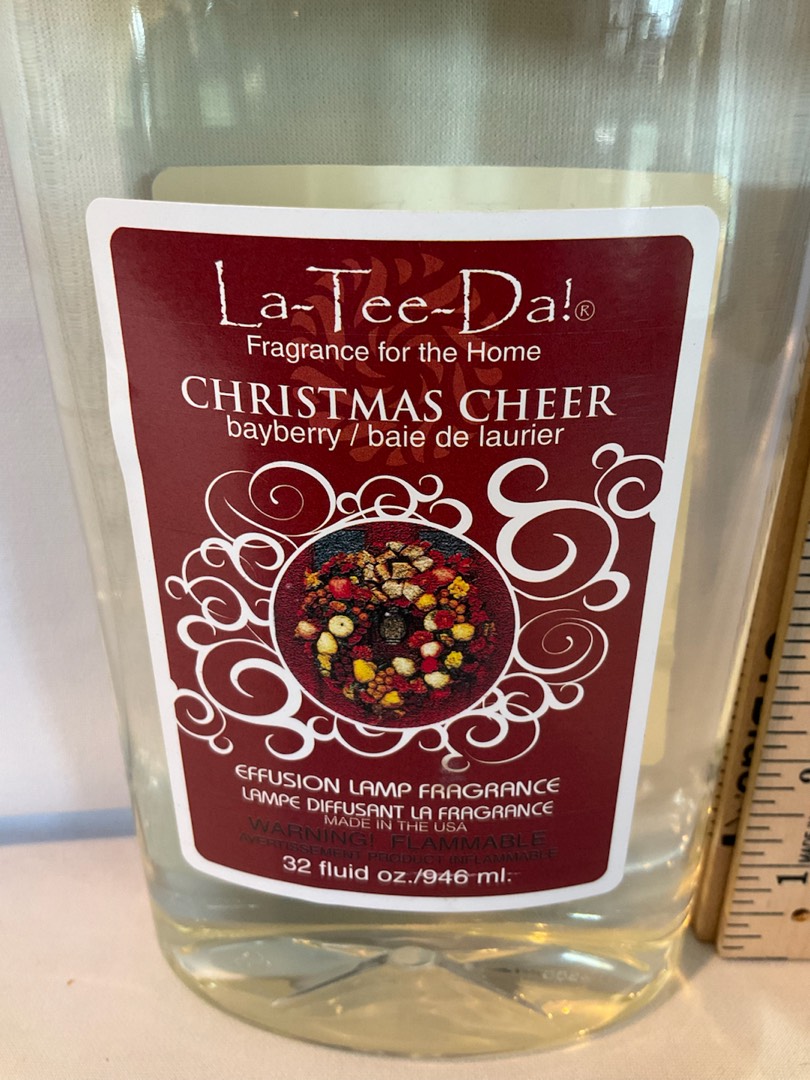 La-Tee-Da!®
Fragrance for the Home
CHRISTMAS CHEER
bayberry / baie de laurier
EFFUSION LAMP FRAGRANCE
LAMPE DIFFUSANT LA FRAGRANCE
MADE IN THE USA
WARNING! FLAMMABLE
AVERTISSEMENT PRODUCT INFLAMMABLE
32 fluid oz./946 ml.
1